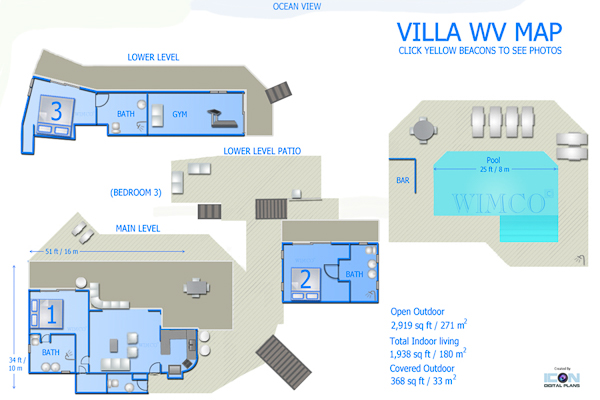 OCEAN VIEW
VILLA WV MAP
CLICK YELLOW BEACONS TO SEE PHOTOS
LOWER LEVEL
3
BATH
GYM
LOWER LEVEL PATIO
(BEDROOM 3)
Pool
25 ft / 8 m
BAR
WIMCO©
MAIN LEVEL
51 ft / 16 m
2
BATH
1
BATH
34 ft /
10 m
Open Outdoor
2,919 sq ft / 271 m²
Total Indoor living
1,938 sq ft / 180 m²
Covered Outdoor
368 sq ft / 33 m²
Created by
ICON
DIGITAL PLANS